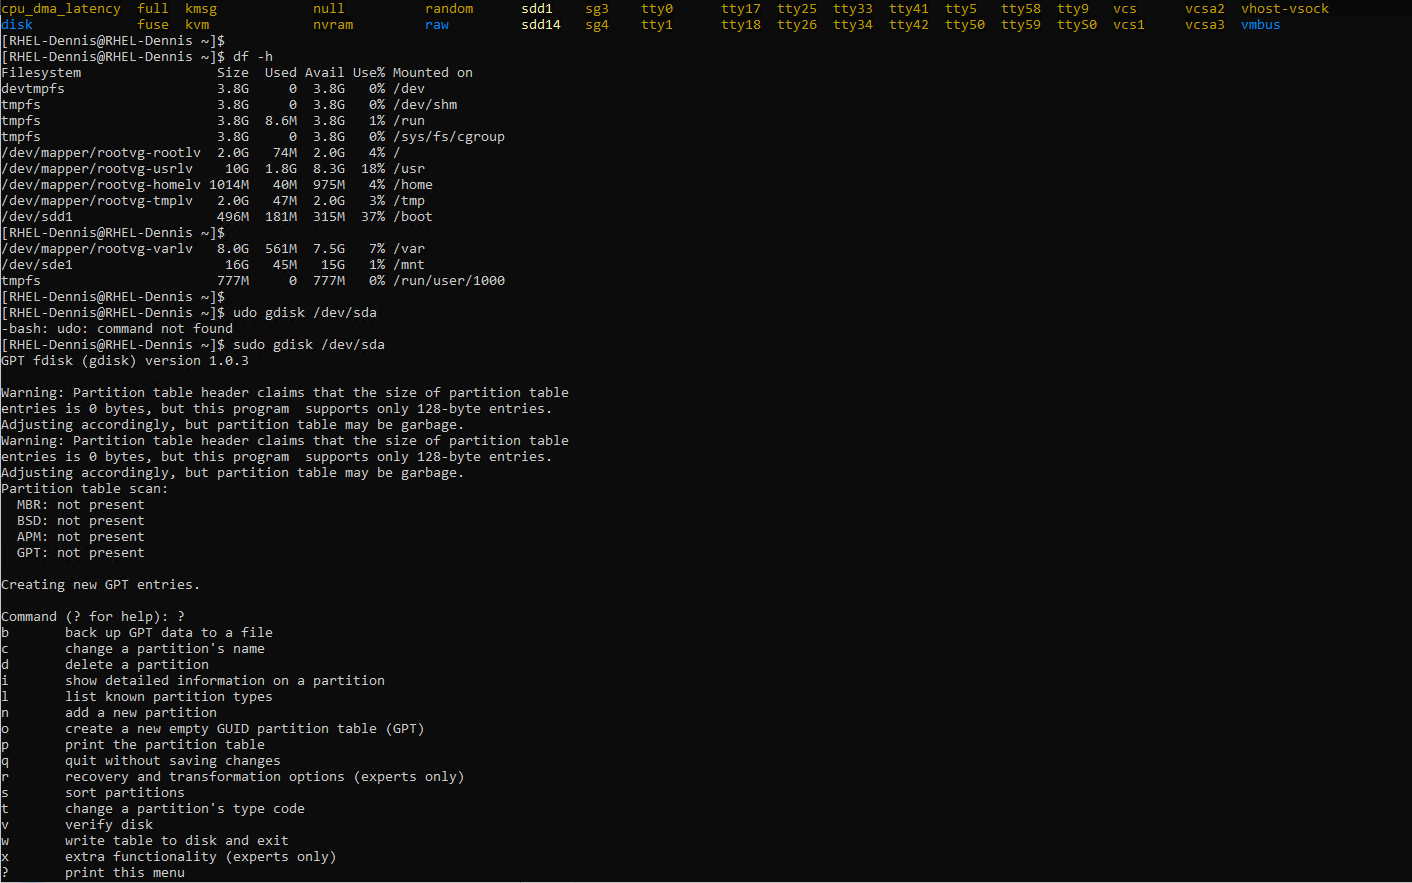 cpu_dma_latency  full  kmsg            null          random      sdd1    sg3    tty0      tty17  tty25  tty33  tty41  tty5   tty58  tty9   vcs      vcsa2  vhost-vsock
disk             fuse  kvm             nvram         raw         sdd14   sg4    tty1      tty18  tty26  tty34  tty42  tty50  tty59  ttyS0  vcs1     vcsa3  vmbus
[RHEL-Dennis@RHEL-Dennis ~]$
[RHEL-Dennis@RHEL-Dennis ~]$ df -h
Filesystem                 Size  Used Avail Use% Mounted on
devtmpfs                   3.8G     0  3.8G   0% /dev
tmpfs                      3.8G     0  3.8G   0% /dev/shm
tmpfs                      3.8G  8.6M  3.8G   1% /run
tmpfs                      3.8G     0  3.8G   0% /sys/fs/cgroup
/dev/mapper/rootvg-rootlv  2.0G   74M  2.0G   4% /
/dev/mapper/rootvg-usrlv    10G  1.8G  8.3G  18% /usr
/dev/mapper/rootvg-homelv 1014M   40M  975M   4% /home
/dev/mapper/rootvg-tmplv   2.0G   47M  2.0G   3% /tmp
/dev/sdd1                  496M  181M  315M  37% /boot
[RHEL-Dennis@RHEL-Dennis ~]$
/dev/mapper/rootvg-varlv   8.0G  561M  7.5G   7% /var
/dev/sde1                   16G   45M   15G   1% /mnt
tmpfs                      777M     0  777M   0% /run/user/1000
[RHEL-Dennis@RHEL-Dennis ~]$
[RHEL-Dennis@RHEL-Dennis ~]$ udo gdisk /dev/sda
-bash: udo: command not found
[RHEL-Dennis@RHEL-Dennis ~]$ sudo gdisk /dev/sda
GPT fdisk (gdisk) version 1.0.3

Warning: Partition table header claims that the size of partition table
entries is 0 bytes, but this program  supports only 128-byte entries.
Adjusting accordingly, but partition table may be garbage.
Warning: Partition table header claims that the size of partition table
entries is 0 bytes, but this program  supports only 128-byte entries.
Adjusting accordingly, but partition table may be garbage.
Partition table scan:
  MBR: not present
  BSD: not present
  APM: not present
  GPT: not present

Creating new GPT entries.

Command (? for help): ?
b       back up GPT data to a file
c       change a partition's name
d       delete a partition
i       show detailed information on a partition
l       list known partition types
n       add a new partition
o       create a new empty GUID partition table (GPT)
p       print the partition table
q       quit without saving changes
r       recovery and transformation options (experts only)
s       sort partitions
t       change a partition's type code
v       verify disk
w       write table to disk and exit
x       extra functionality (experts only)
?       print this menu